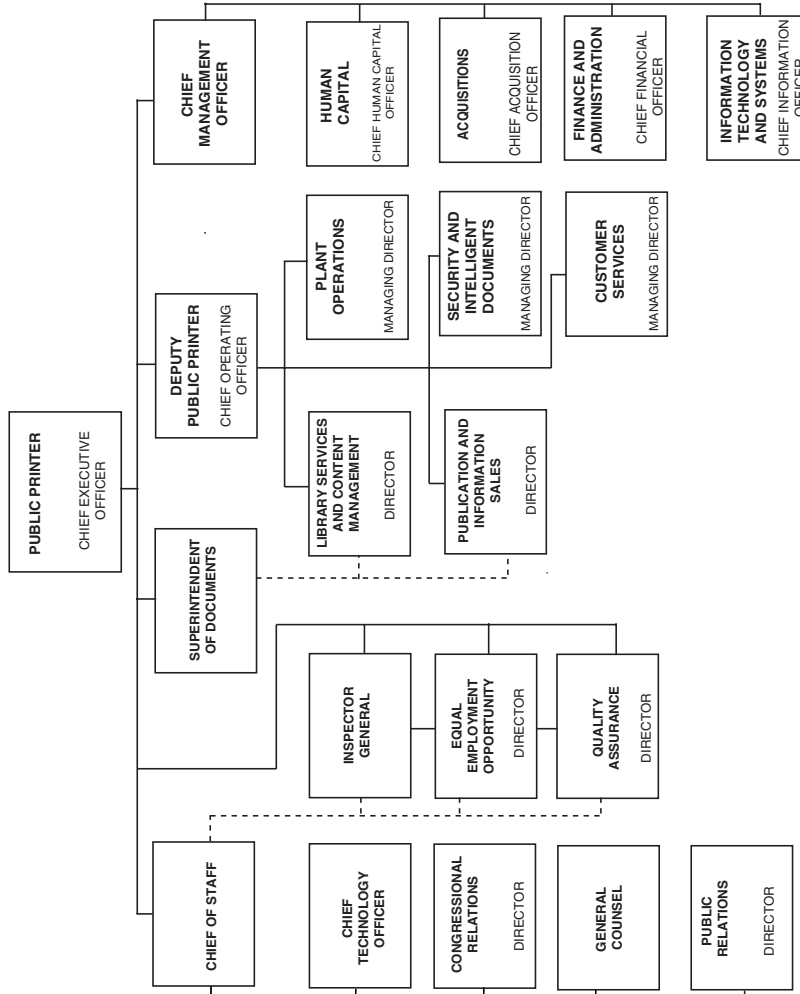 PUBLIC PRINTER
CHIEF EXECUTIVE
OFFICER
CHIEF OF STAFF
SUPERINTENDENT
OF DOCUMENTS
DEPUTY
PUBLIC PRINTER
CHIEF OPERATING
OFFICER
CHIEF
MANAGEMENT
OFFICER
CHIEF
TECHNOLOGY
OFFICER
CONGRESSIONAL
RELATIONS
DIRECTOR
GENERAL
COUNSEL
PUBLIC
RELATIONS
DIRECTOR
INSPECTOR
GENERAL
EQUAL
EMPLOYMENT
OPPORTUNITY
DIRECTOR
QUALITY
ASSURANCE
DIRECTOR
LIBRARY SERVICES
AND CONTENT
MANAGEMENT
DIRECTOR
PUBLICATION AND
INFORMATION
SALES
DIRECTOR
PLANT
OPERATIONS
MANAGING DIRECTOR
SECURITY AND
INTELLIGENT
DOCUMENTS
MANAGING DIRECTOR
CUSTOMER
SERVICES
MANAGING DIRECTOR
HUMAN
CAPITAL
CHIEF HUMAN CAPITAL
OFFICER
ACQUISITIONS
CHIEF ACQUISITION
OFFICER
FINANCE AND
ADMINISTRATION
CHIEF FINANCIAL
OFFICER
INFORMATION
TECHNOLOGY
AND SYSTEMS
CHIEF INFORMATION
OFFICER